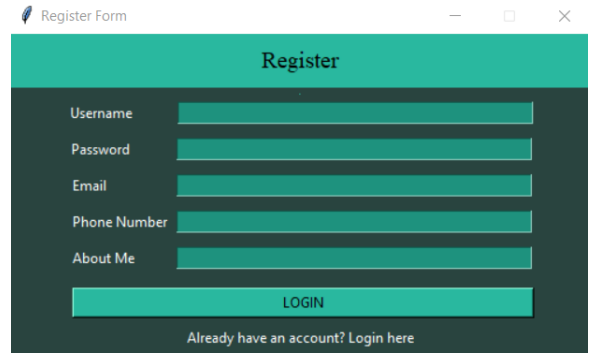 Register Form
Register
Username
Password
Email
Phone Number
About Me
LOGIN
Already have an account? Login here